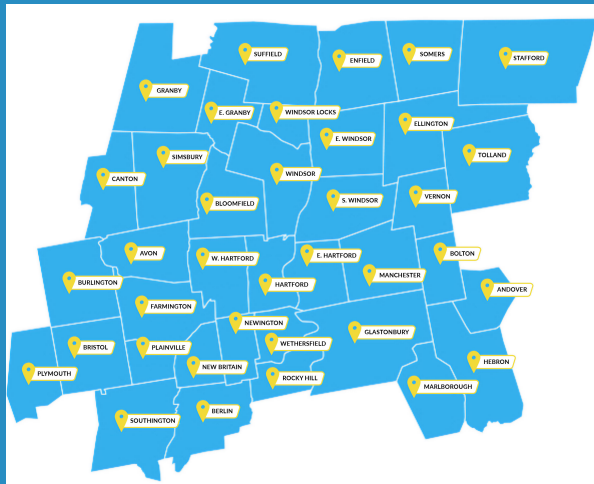 SUFFIELD
ENFIELD
SOMERS
STAFFORD
GRANBY
E. GRANBY
WINDSOR LOCKS
ELLINGTON
E. WINDSOR
SIMSBURY
TOLLAND
CANTON
WINDSOR
VERNON
BLOOMFIELD
S. WINDSOR
AVON
W. HARTFORD
E. HARTFORD
BOLTON
MANCHESTER
BURLINGTON
HARTFORD
ANDOVER
FARMINGTON
NEWINGTON
GLASTONBURY
BRISTOL
PLAINVILLE
WETHERSFIELD
HEBRON
NEW BRITAIN
PLYMOUTH
ROCKY HILL
MARLBOROUGH
BERLIN
SOUTHINGTON